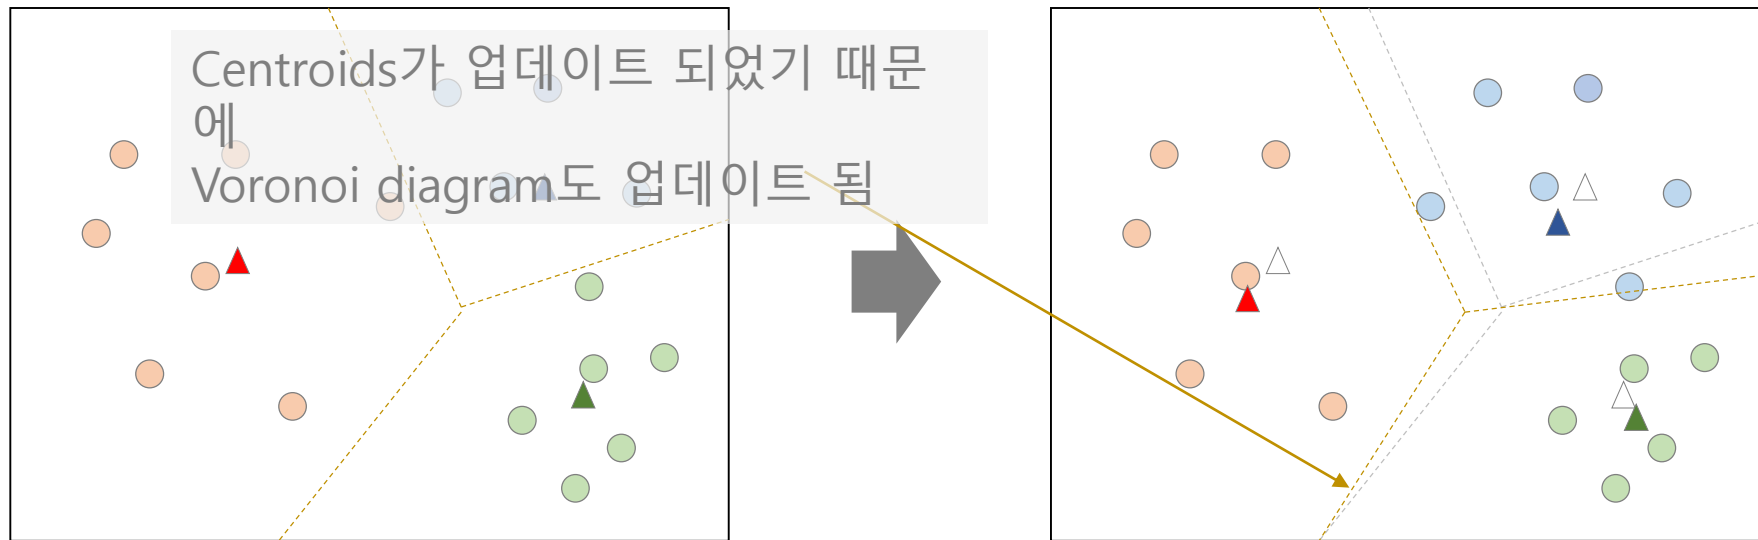 Centroids가 업데이트 되었기 때문
에
Voronoi diagram도 업데이트 됨